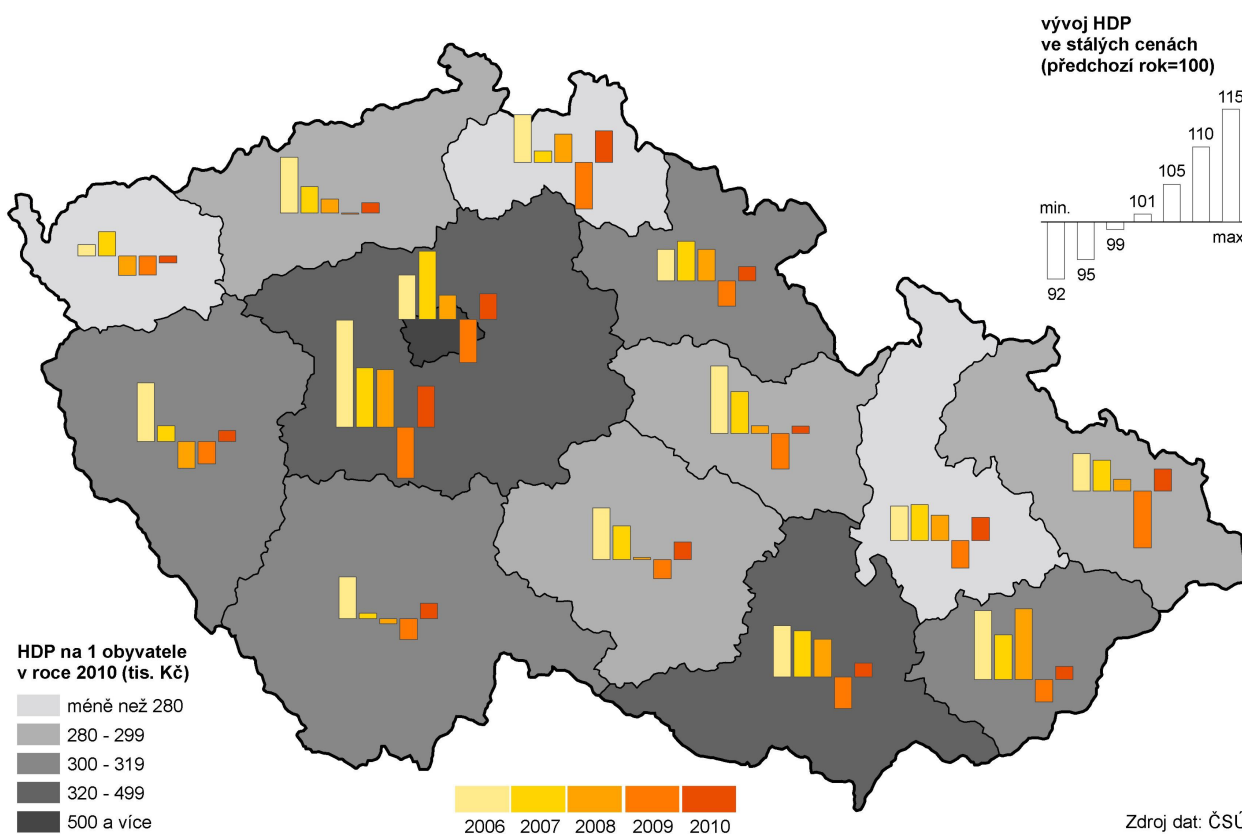 vývoj HDP
ve stálých cenách
(předchozí rok=100)
115
110
105
101
min.
99
max
95
92
HDP na 1 obyvatele
v roce 2010 (tis. Kč)
méně než 280
280 - 299
300 - 319
320 - 499
500 a více
2006 2007 2008 2009 2010
Zdroj dat: ČSÚ